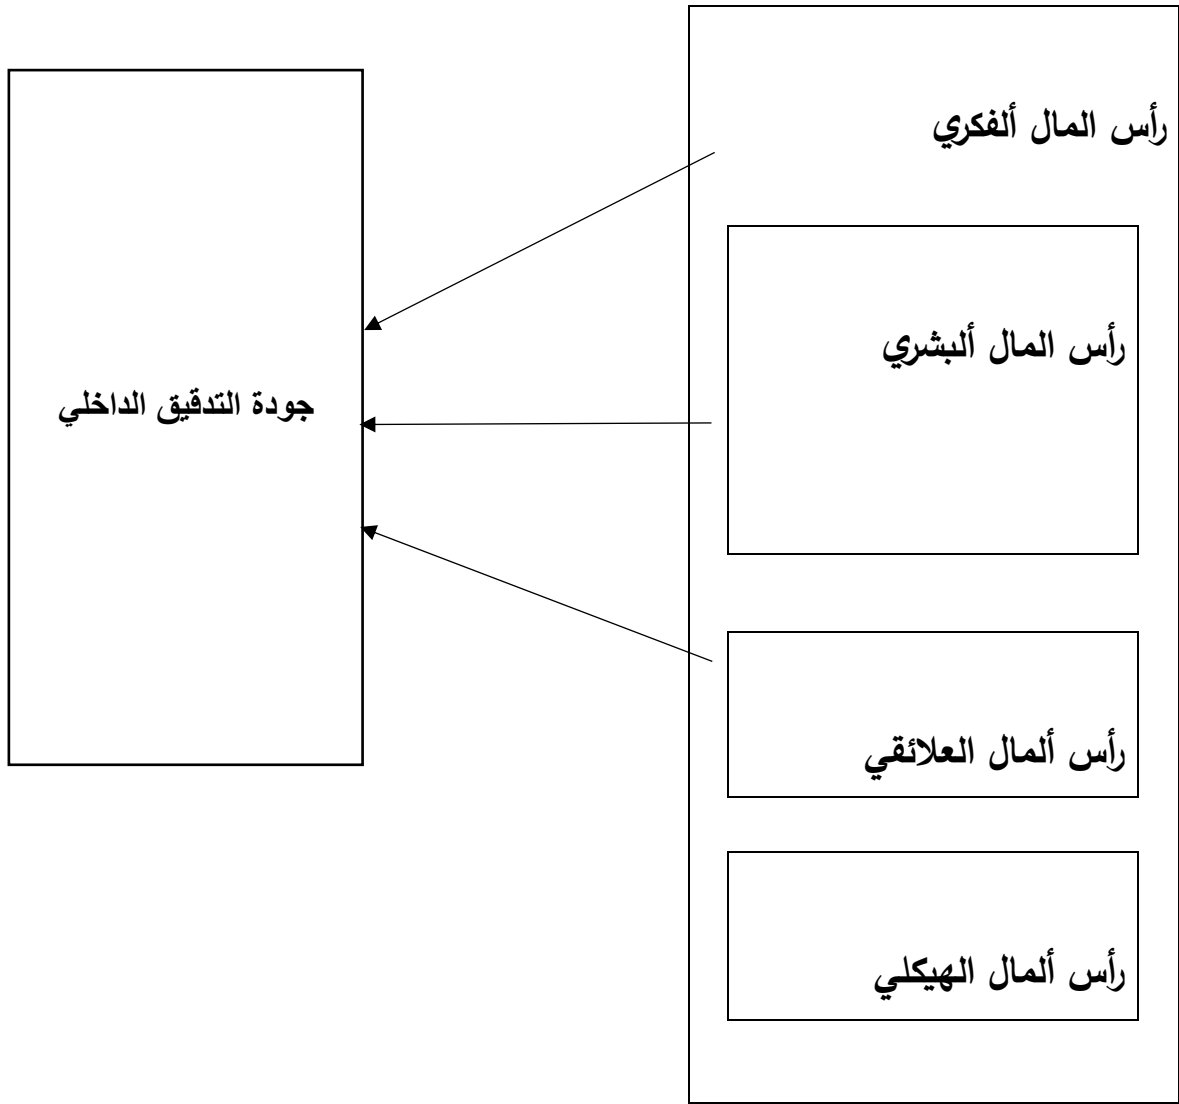 رأس المال ألفكري
رأس المال ألبشري
جودة التدقيق الداخلي
رأس ألمال العلائقي
رأس ألمال الهيكلي